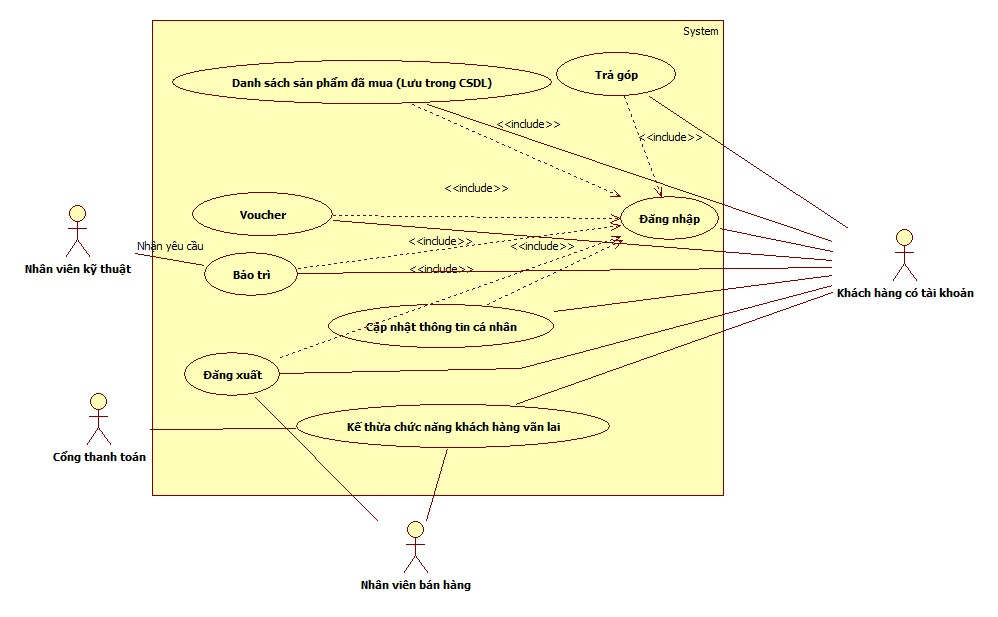 System
Danh sách sản phẩm đã mua (Lưu trong CSDL)
Trả góp
<<include>>
<<include>>
<<include>>
Voucher
Đăng nhập
<<include>>
<<include>>
Nhận yêu cầu
Nhân viên kỹ thuật
Bảo trì
<<include>>
Khách hàng có tài khoản
Cập nhật thông tin cá nhân
Đăng xuất
Kế thừa chức năng khách hàng vãn lai
Cổng thanh toán
Nhân viên bán hàng